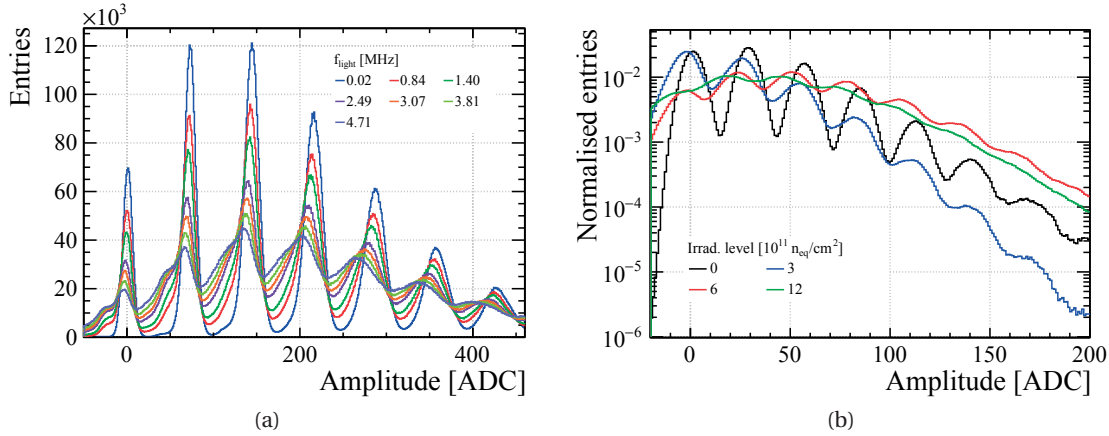 ×10³
Entries
120
100
80
60
40
20
0
f_light [MHz]
0.02 0.84 1.40
2.49 3.07 3.81
4.71
0 200 400
Amplitude [ADC]
(a)
Normalised entries
10⁻²
10⁻³
10⁻⁴
10⁻⁵
10⁻⁶
Irrad. level [10¹¹ n_eq/cm²]
0 3
6 12
0 50 100 150 200
Amplitude [ADC]
(b)